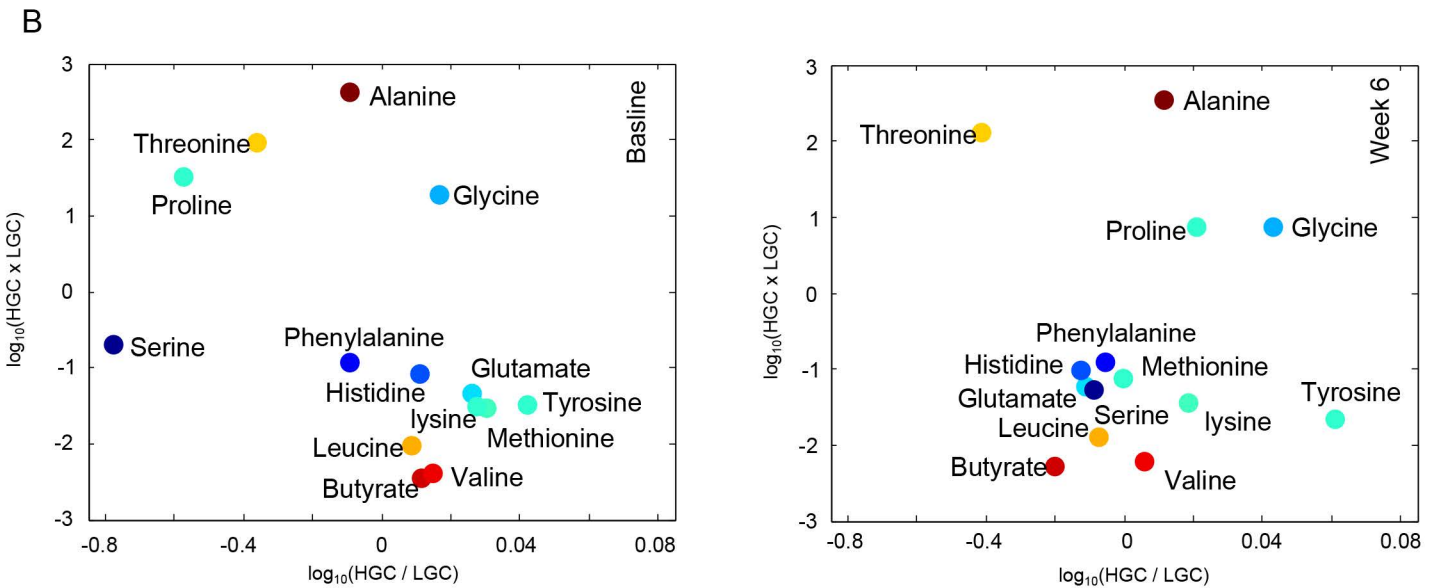 B
3
2
1
0
-1
-2
-3
log10(HGC x LGC)
Basline
Alanine
Threonine
Proline
Glycine
Serine
Phenylalanine
Histidine
Glutamate
lysine
Tyrosine
Methionine
Leucine
Butyrate
Valine
-0.8
-0.4
0
0.04
0.08
log10(HGC / LGC)
3
2
1
0
-1
-2
-3
log10(HGC x LGC)
Week 6
Alanine
Threonine
Proline
Glycine
Phenylalanine
Histidine
Methionine
Glutamate
Serine
lysine
Tyrosine
Leucine
Butyrate
Valine
-0.8
-0.4
0
0.04
0.08
log10(HGC / LGC)